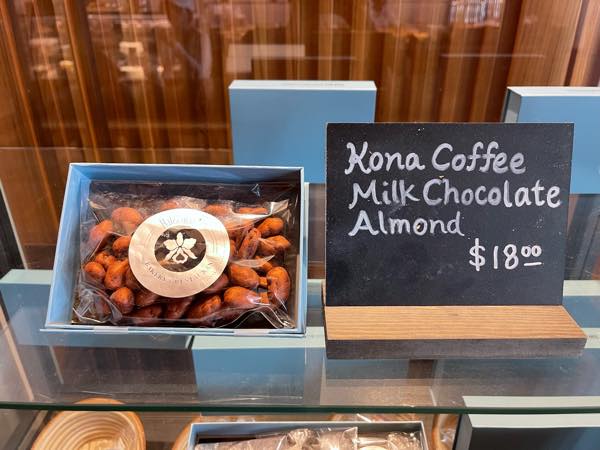 Kona Coffee
Milk Chocolate
Almond
$18.00